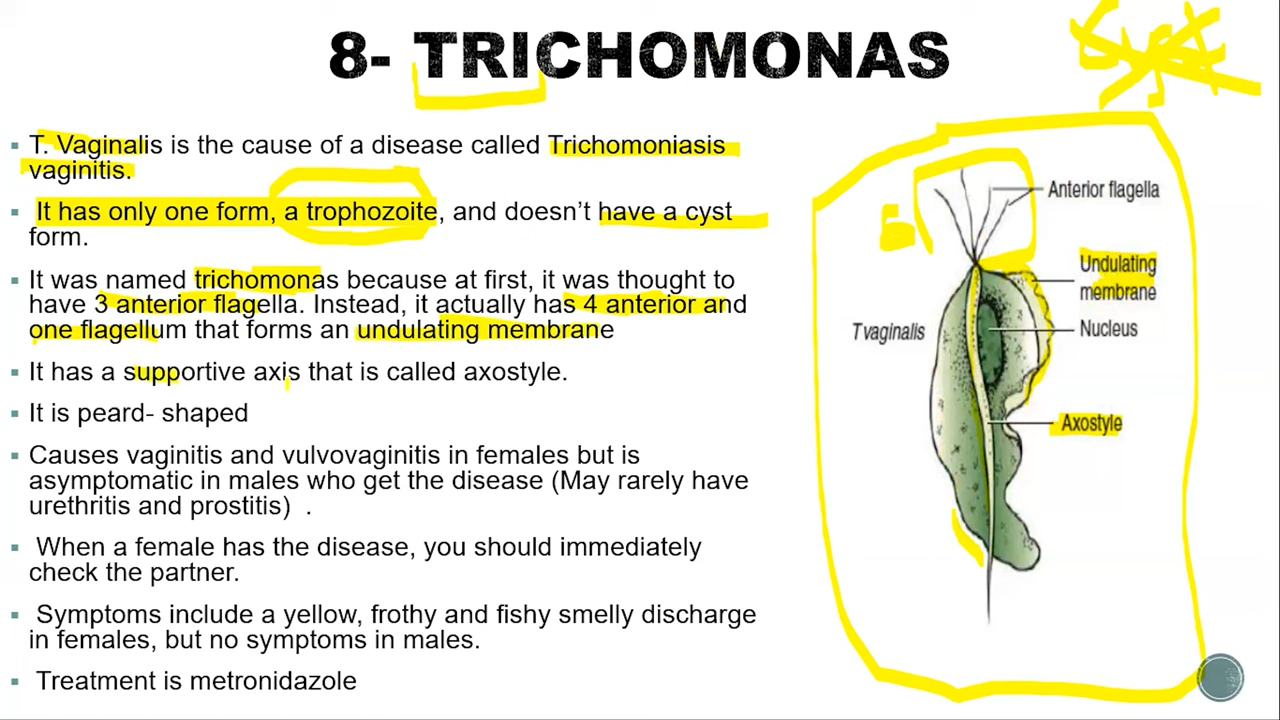 8- TRICHOMONAS
Cyst
▪ T. Vaginalis is the cause of a disease called Trichomoniasis
vaginitis.
▪ It has only one form, a trophozoite, and doesn’t have a cyst
form.
▪ It was named trichomonas because at first, it was thought to
have 3 anterior flagella. Instead, it actually has 4 anterior and
one flagellum that forms an undulating membrane
▪ It has a supportive axis that is called axostyle.
▪ It is peard- shaped
▪ Causes vaginitis and vulvovaginitis in females but is
asymptomatic in males who get the disease (May rarely have
urethritis and prostitis) .
▪ When a female has the disease, you should immediately
check the partner.
▪ Symptoms include a yellow, frothy and fishy smelly discharge
in females, but no symptoms in males.
▪ Treatment is metronidazole
Anterior flagella
Undulating
membrane
T vaginalis
Nucleus
Axostyle